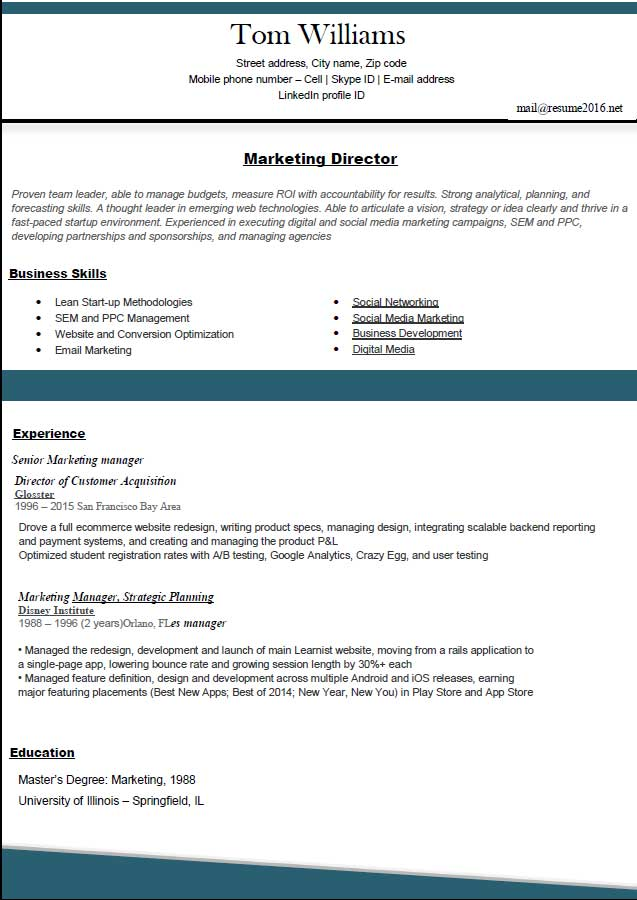 Tom Williams
Street address, City name, Zip code
Mobile phone number – Cell | Skype ID | E-mail address
LinkedIn profile ID
mail@resume2016.net
Marketing Director
Proven team leader, able to manage budgets, measure ROI with accountability for results. Strong analytical, planning, and
forecasting skills. A thought leader in emerging web technologies. Able to articulate a vision, strategy or idea clearly and thrive in a
fast-paced startup environment. Experienced in executing digital and social media marketing campaigns, SEM and PPC,
developing partnerships and sponsorships, and managing agencies
Business Skills
• Lean Start-up Methodologies
• SEM and PPC Management
• Website and Conversion Optimization
• Email Marketing
• Social Networking
• Social Media Marketing
• Business Development
• Digital Media
Experience
Senior Marketing manager
Director of Customer Acquisition
Glosster
1996 – 2015 San Francisco Bay Area
Drove a full ecommerce website redesign, writing product specs, managing design, integrating scalable backend reporting
and payment systems, and creating and managing the product P&L
Optimized student registration rates with A/B testing, Google Analytics, Crazy Egg, and user testing
Marketing Manager, Strategic Planning
Disney Institute
1988 – 1996 (2 years)Orlano, FLes manager
• Managed the redesign, development and launch of main Learnist website, moving from a rails application to
a single-page app, lowering bounce rate and growing session length by 30%+ each
• Managed feature definition, design and development across multiple Android and iOS releases, earning
major featuring placements (Best New Apps; Best of 2014; New Year, New You) in Play Store and App Store
Education
Master's Degree: Marketing, 1988
University of Illinois – Springfield, IL